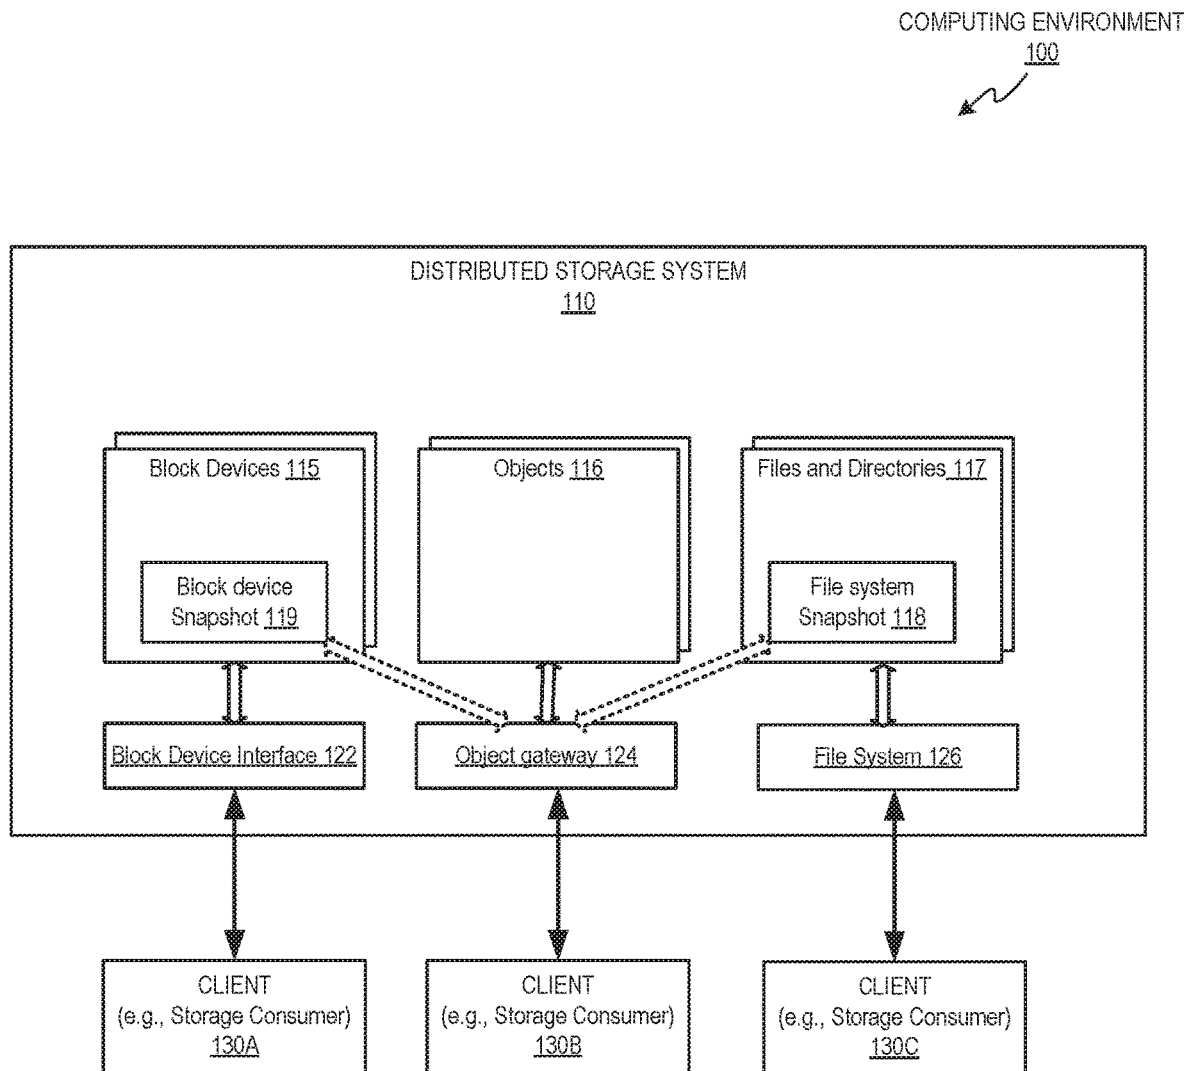 COMPUTING ENVIRONMENT
100
DISTRIBUTED STORAGE SYSTEM
110
Block Devices 115
Block device
Snapshot 119
Objects 116
Files and Directories 117
File system
Snapshot 118
Block Device Interface 122
Object gateway 124
File System 126
CLIENT
(e.g., Storage Consumer)
130A
CLIENT
(e.g., Storage Consumer)
130B
CLIENT
(e.g., Storage Consumer)
130C